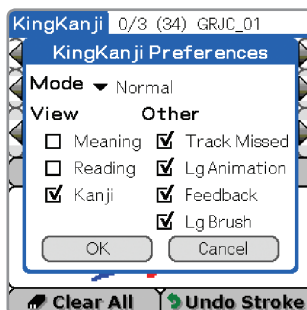 KingKanji 0/3 (34) GRJC_01
KingKanji Preferences
Mode Normal
View Other
Meaning Track Missed
Reading Lg Animation
Kanji Feedback
Lg Brush
OK Cancel
Clear All Undo Stroke